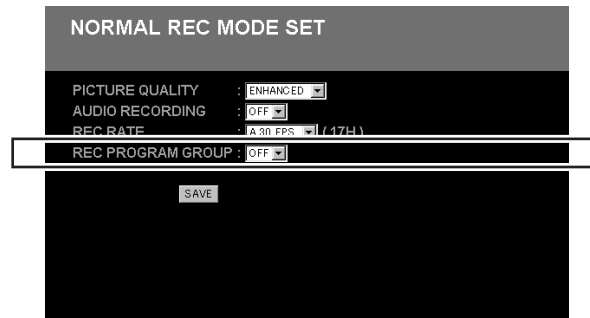 NORMAL REC MODE SET
PICTURE QUALITY : ENHANCED
AUDIO RECORDING : OFF
REC RATE : A 30 FPS (17H)
REC PROGRAM GROUP : OFF
SAVE